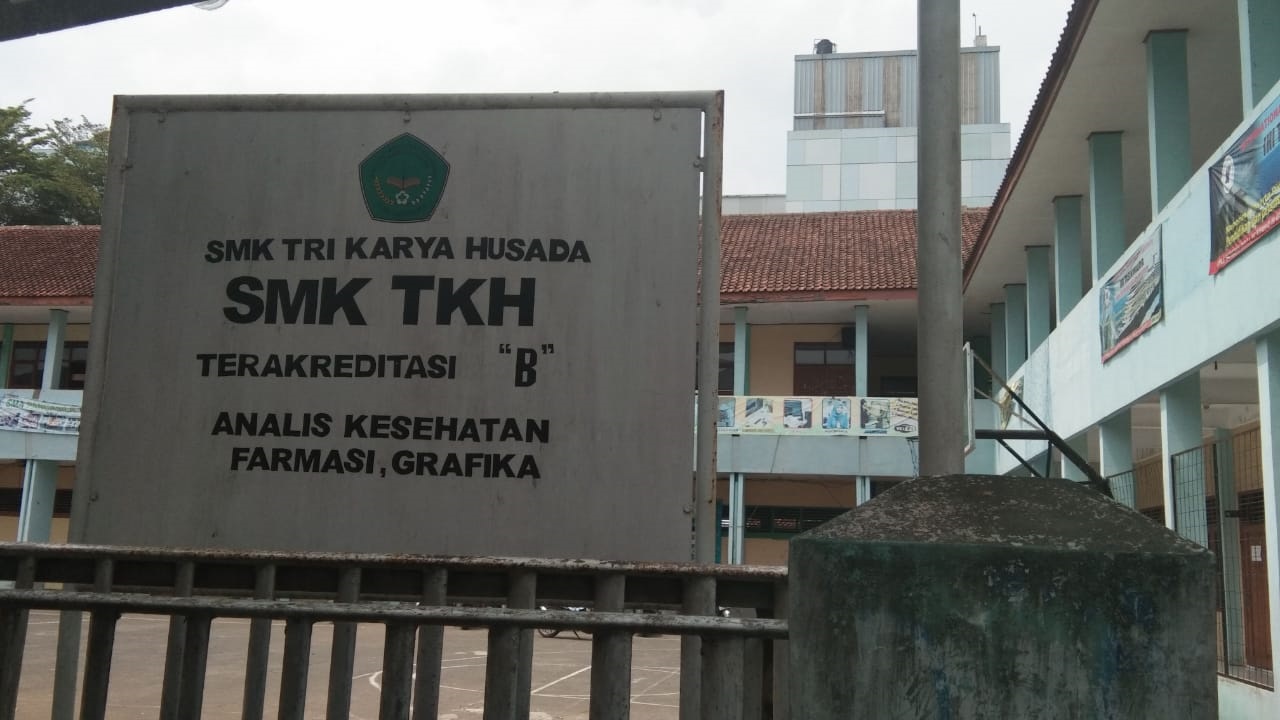 SMK TRI KARYA HUSADA
SMK TKH
TERAKREDITASI "B"
ANALIS KESEHATAN
FARMASI, GRAFIKA